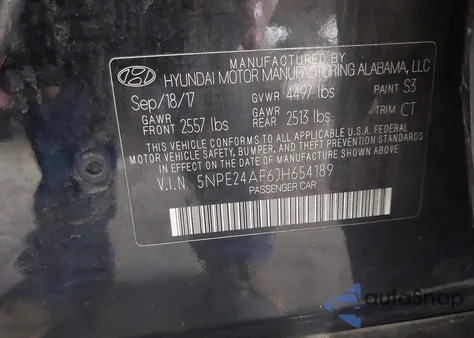 MANUFACTURED BY
HYUNDAI MOTOR MANUFACTURING ALABAMA, LLC
Sep/18/17 GVWR 4497 lbs PAINT S3
GAWR FRONT 2557 lbs GAWR REAR 2513 lbs TRIM CT
THIS VEHICLE CONFORMS TO ALL APPLICABLE U.S.A. FEDERAL
MOTOR VEHICLE SAFETY, BUMPER, AND THEFT PREVENTION STANDARDS
IN EFFECT ON THE DATE OF MANUFACTURE SHOWN ABOVE.
V.I.N 5NPE24AF6JH654189
PASSENGER CAR
autoSnap